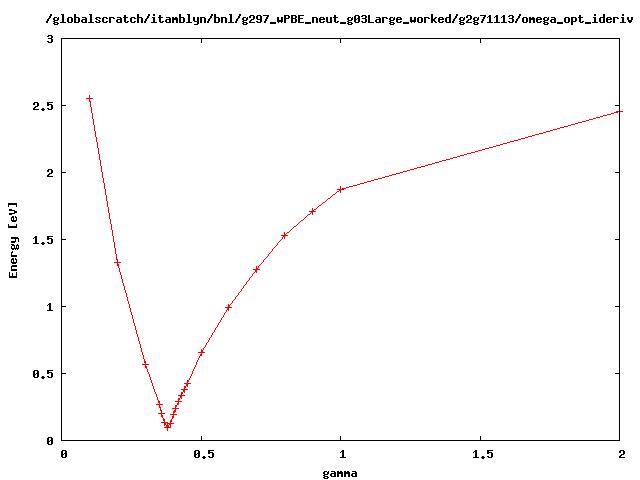 /globalscratch/itamblyn/bnl/g297_wPBE_neut_g03Large_worked/g2g71113/omega_opt_ideriv
3
2.5
2
1.5
1
0.5
0
Energy [eV]
0 0.5 1 1.5 2
gamma